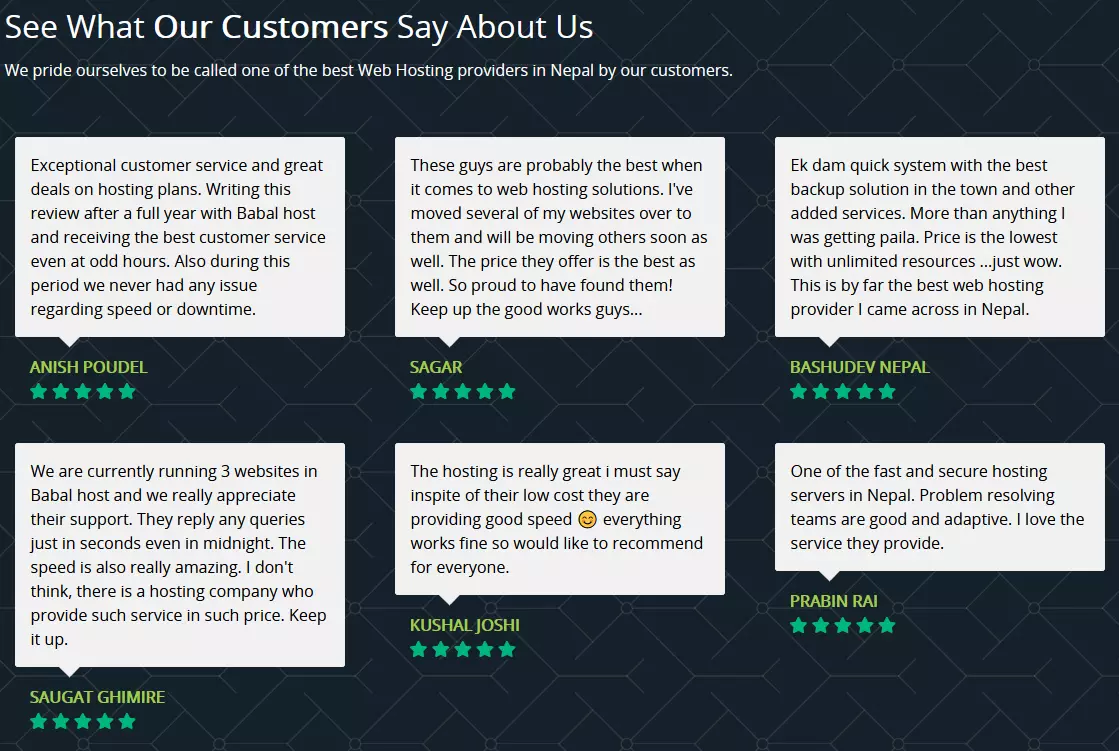 See What Our Customers Say About Us
We pride ourselves to be called one of the best Web Hosting providers in Nepal by our customers.
Exceptional customer service and great
deals on hosting plans. Writing this
review after a full year with Babal host
and receiving the best customer service
even at odd hours. Also during this
period we never had any issue
regarding speed or downtime.
ANISH POUDEL
These guys are probably the best when
it comes to web hosting solutions. I've
moved several of my websites over to
them and will be moving others soon as
well. The price they offer is the best as
well. So proud to have found them!
Keep up the good works guys...
SAGAR
Ek dam quick system with the best
backup solution in the town and other
added services. More than anything I
was getting paila. Price is the lowest
with unlimited resources ...just wow.
This is by far the best web hosting
provider I came across in Nepal.
BASHUDEV NEPAL
We are currently running 3 websites in
Babal host and we really appreciate
their support. They reply any queries
just in seconds even in midnight. The
speed is also really amazing. I don't
think, there is a hosting company who
provide such service in such price. Keep
it up.
SAUGAT GHIMIRE
The hosting is really great i must say
inspite of their low cost they are
providing good speed 😊 everything
works fine so would like to recommend
for everyone.
KUSHAL JOSHI
One of the fast and secure hosting
servers in Nepal. Problem resolving
teams are good and adaptive. I love the
service they provide.
PRABIN RAI